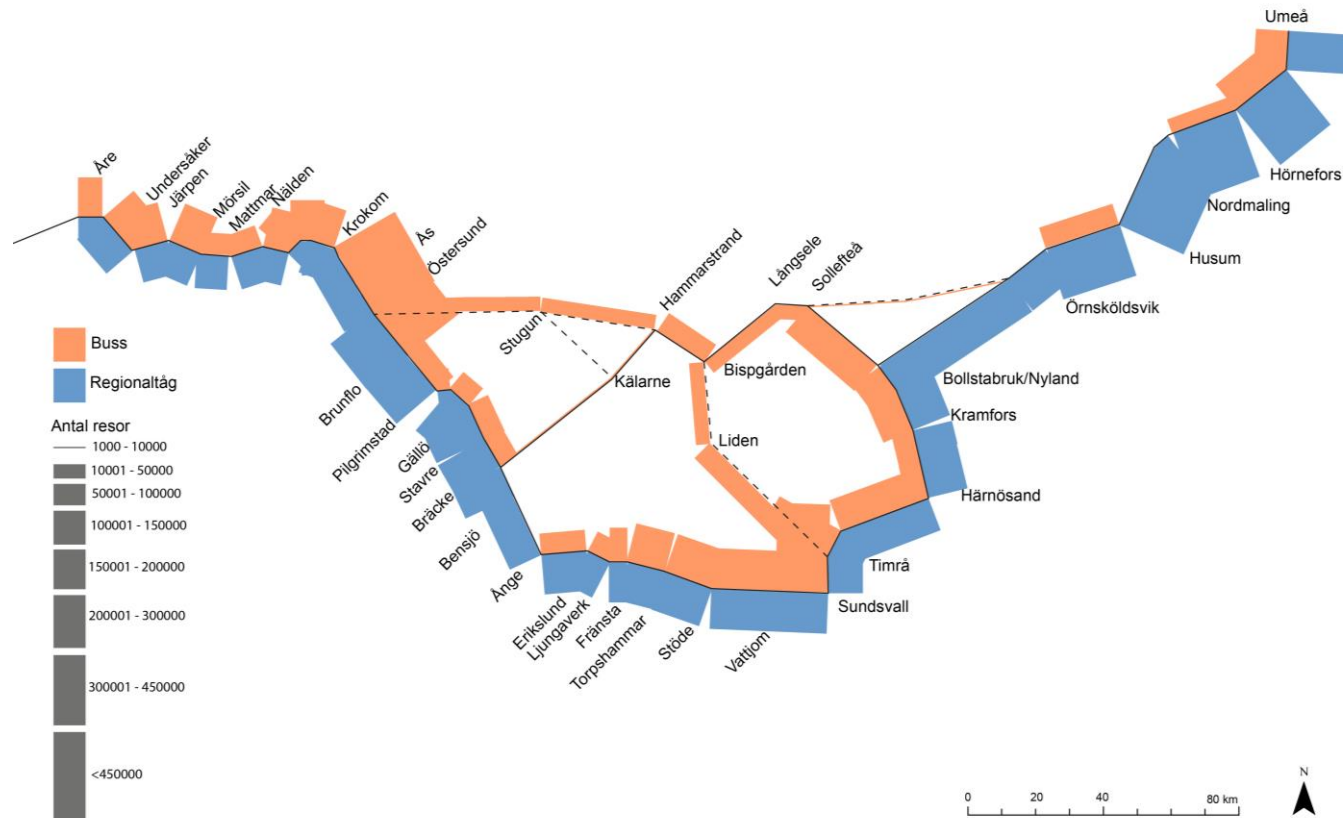 Umeå
Hörnefors
Nordmaling
Husum
Örnsköldsvik
Åre
Undersåker
Järpen
Mörsil
Mattmar
Nälden
Krokom
Ås
Östersund
Stugun
Hammarstrand
Långsele
Sollefteå
Kälarne
Bispgården
Liden
Bollstabruk/Nyland
Kramfors
Härnösand
Timrå
Sundsvall
Brunflo
Pilgrimstad
Gällö
Stavre
Bräcke
Bensjö
Ånge
Erikslund
Ljungaverk
Fränsta
Torpshammar
Stöde
Vattjom
Buss
Regionaltåg
Antal resor
1000 - 10000
10001 - 50000
50001 - 100000
100001 - 150000
150001 - 200000
200001 - 300000
300001 - 450000
<450000
N
0 40 80 km